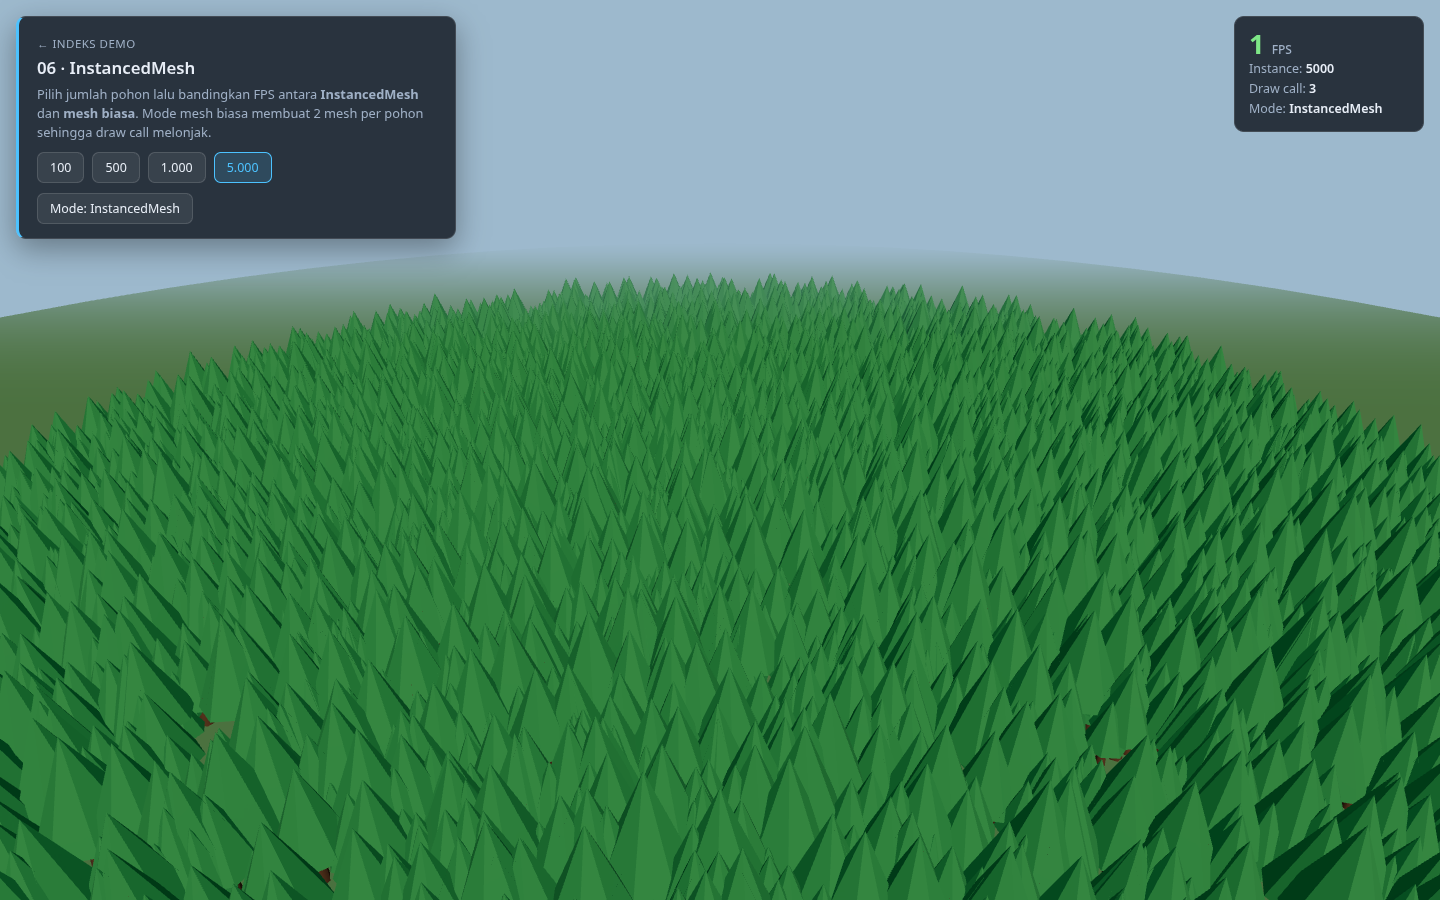 ← INDEKS DEMO
06 · InstancedMesh
Pilih jumlah pohon lalu bandingkan FPS antara InstancedMesh
dan mesh biasa. Mode mesh biasa membuat 2 mesh per pohon
sehingga draw call melonjak.
100 500 1.000 5.000
Mode: InstancedMesh
1 FPS
Instance: 5000
Draw call: 3
Mode: InstancedMesh